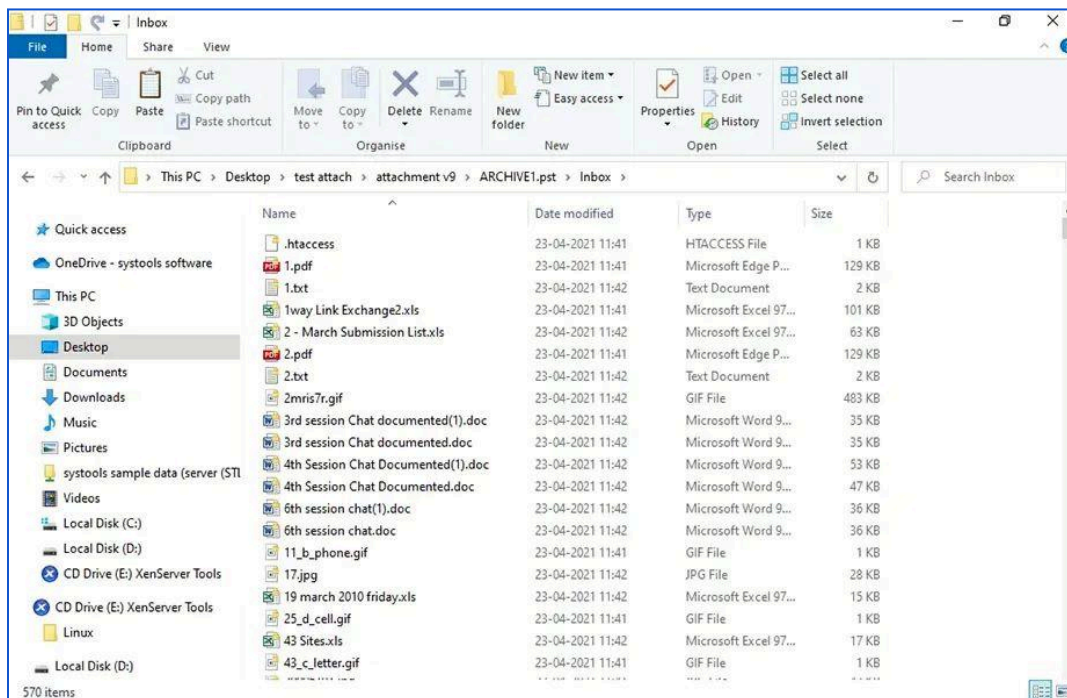 Inbox
File Home Share View
Pin to Quick access
Copy
Paste
Cut
Copy path
Paste shortcut
Clipboard
Move to
Copy to
Delete
Rename
Organise
New folder
New item
Easy access
New
Properties
Open
Edit
History
Open
Select all
Select none
Invert selection
Select
This PC > Desktop > test attach > attachment v9 > ARCHIVE1.pst > Inbox >
Search Inbox
Quick access
OneDrive - systools software
This PC
3D Objects
Desktop
Documents
Downloads
Music
Pictures
systools sample data (server (STI
Videos
Local Disk (C:)
Local Disk (D:)
CD Drive (E:) XenServer Tools
CD Drive (E:) XenServer Tools
Linux
Local Disk (D:)
Name Date modified Type Size
.htaccess 23-04-2021 11:41 HTACCESS File 1 KB
1.pdf 23-04-2021 11:41 Microsoft Edge P... 129 KB
1.txt 23-04-2021 11:41 Text Document 2 KB
1way Link Exchange2.xls 23-04-2021 11:41 Microsoft Excel 97... 101 KB
2 - March Submission List.xls 23-04-2021 11:42 Microsoft Excel 97... 63 KB
2.pdf 23-04-2021 11:41 Microsoft Edge P... 129 KB
2.txt 23-04-2021 11:42 Text Document 2 KB
2mris7r.gif 23-04-2021 11:42 GIF File 483 KB
3rd session Chat documented(1).doc 23-04-2021 11:42 Microsoft Word 9... 35 KB
3rd session Chat documented.doc 23-04-2021 11:42 Microsoft Word 9... 35 KB
4th Session Chat Documented(1).doc 23-04-2021 11:42 Microsoft Word 9... 53 KB
4th Session Chat Documented.doc 23-04-2021 11:42 Microsoft Word 9... 47 KB
6th session chat(1).doc 23-04-2021 11:42 Microsoft Word 9... 36 KB
6th session chat.doc 23-04-2021 11:42 Microsoft Word 9... 36 KB
11_b_phone.gif 23-04-2021 11:41 GIF File 1 KB
17.jpg 23-04-2021 11:42 JPG File 28 KB
19 march 2010 friday.xls 23-04-2021 11:42 Microsoft Excel 97... 15 KB
25_d_cell.gif 23-04-2021 11:41 GIF File 1 KB
43 Sites.xls 23-04-2021 11:42 Microsoft Excel 97... 17 KB
43_c_letter.gif 23-04-2021 11:41 GIF File 1 KB
570 items